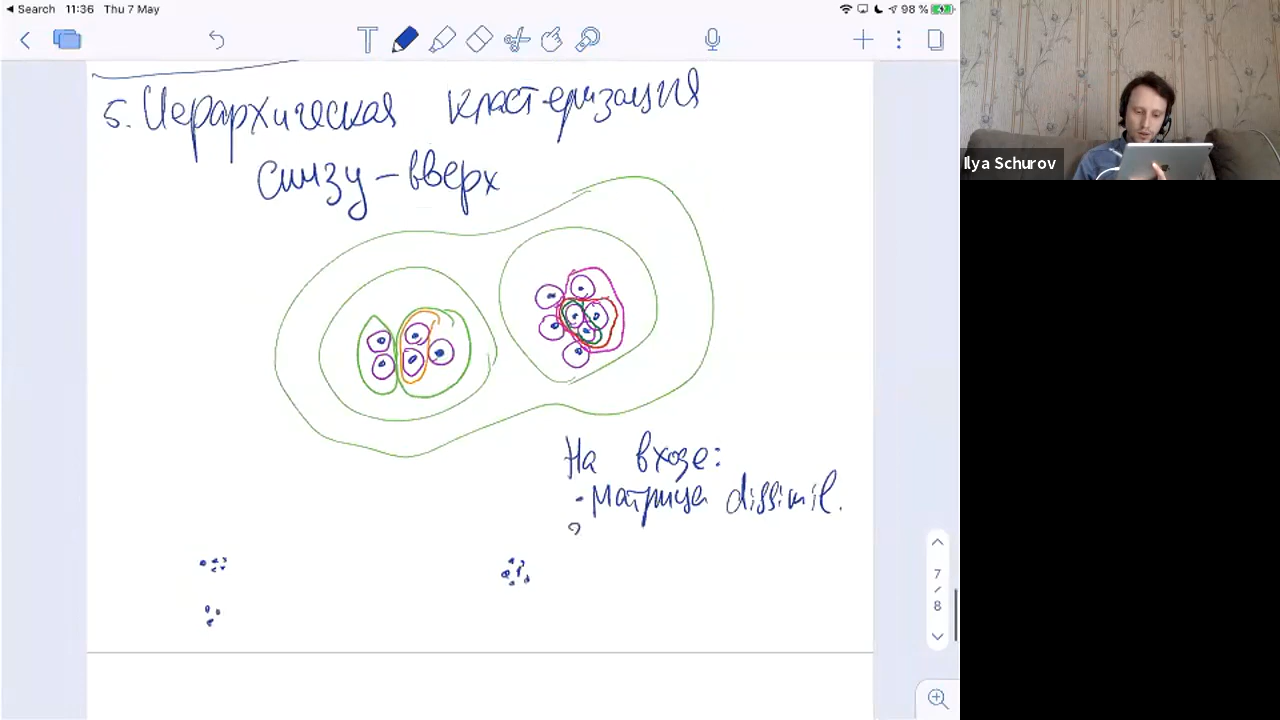 Search 11:36 Thu 7 May 98 %
5. Иерархическая кластеризация
снизу-вверх
На входе:
- матрица dissimil.
7
/
8
Ilya Schurov